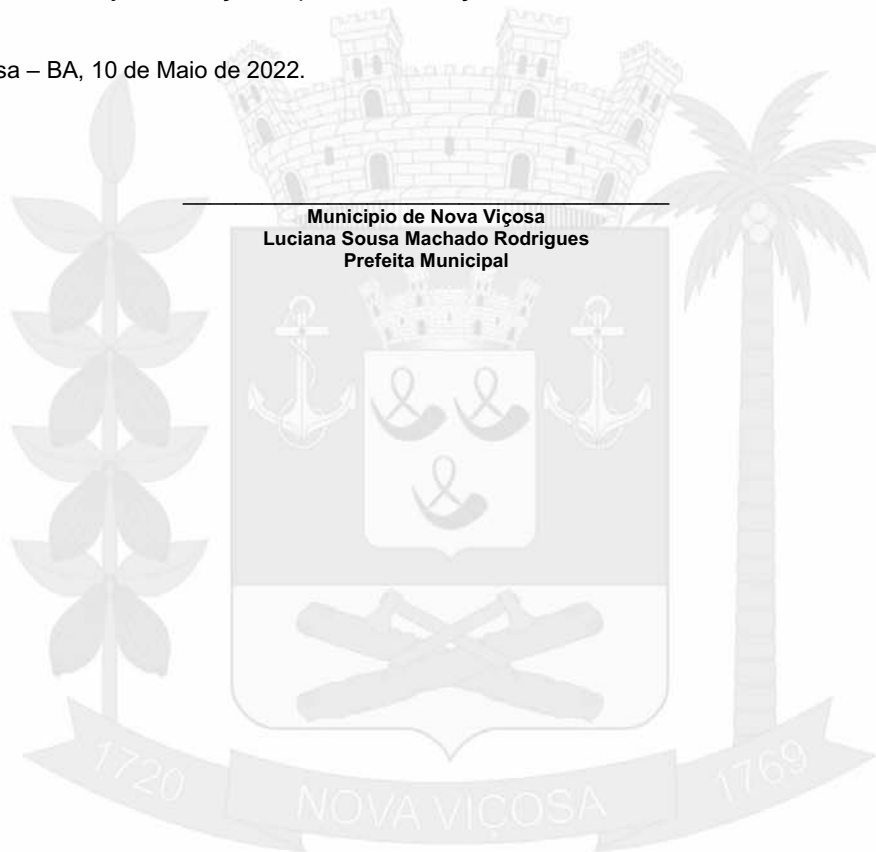 sa – BA, 10 de Maio de 2022.
Municipio de Nova Viçosa
Luciana Sousa Machado Rodrigues
Prefeita Municipal
1720
NOVA VIÇOSA
1769